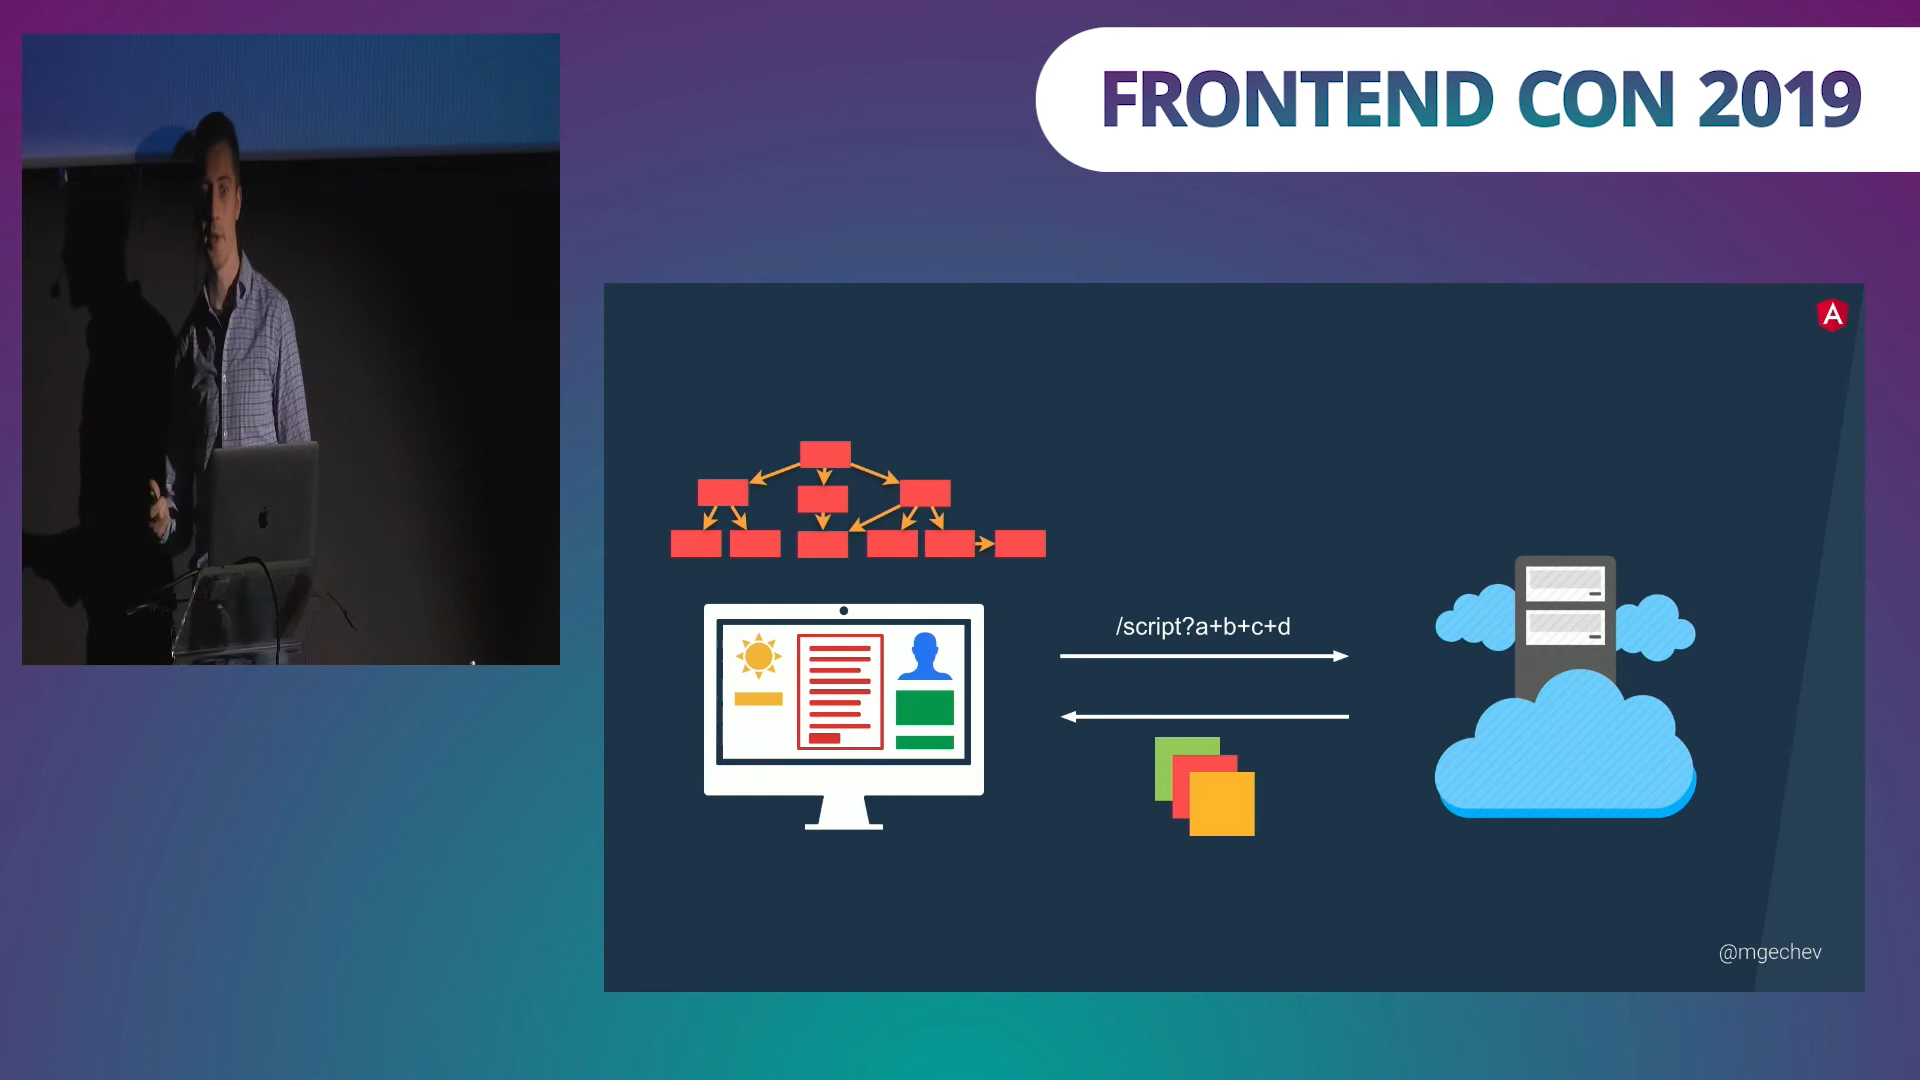 FRONTEND CON 2019
A
/script?a+b+c+d
@mgechev